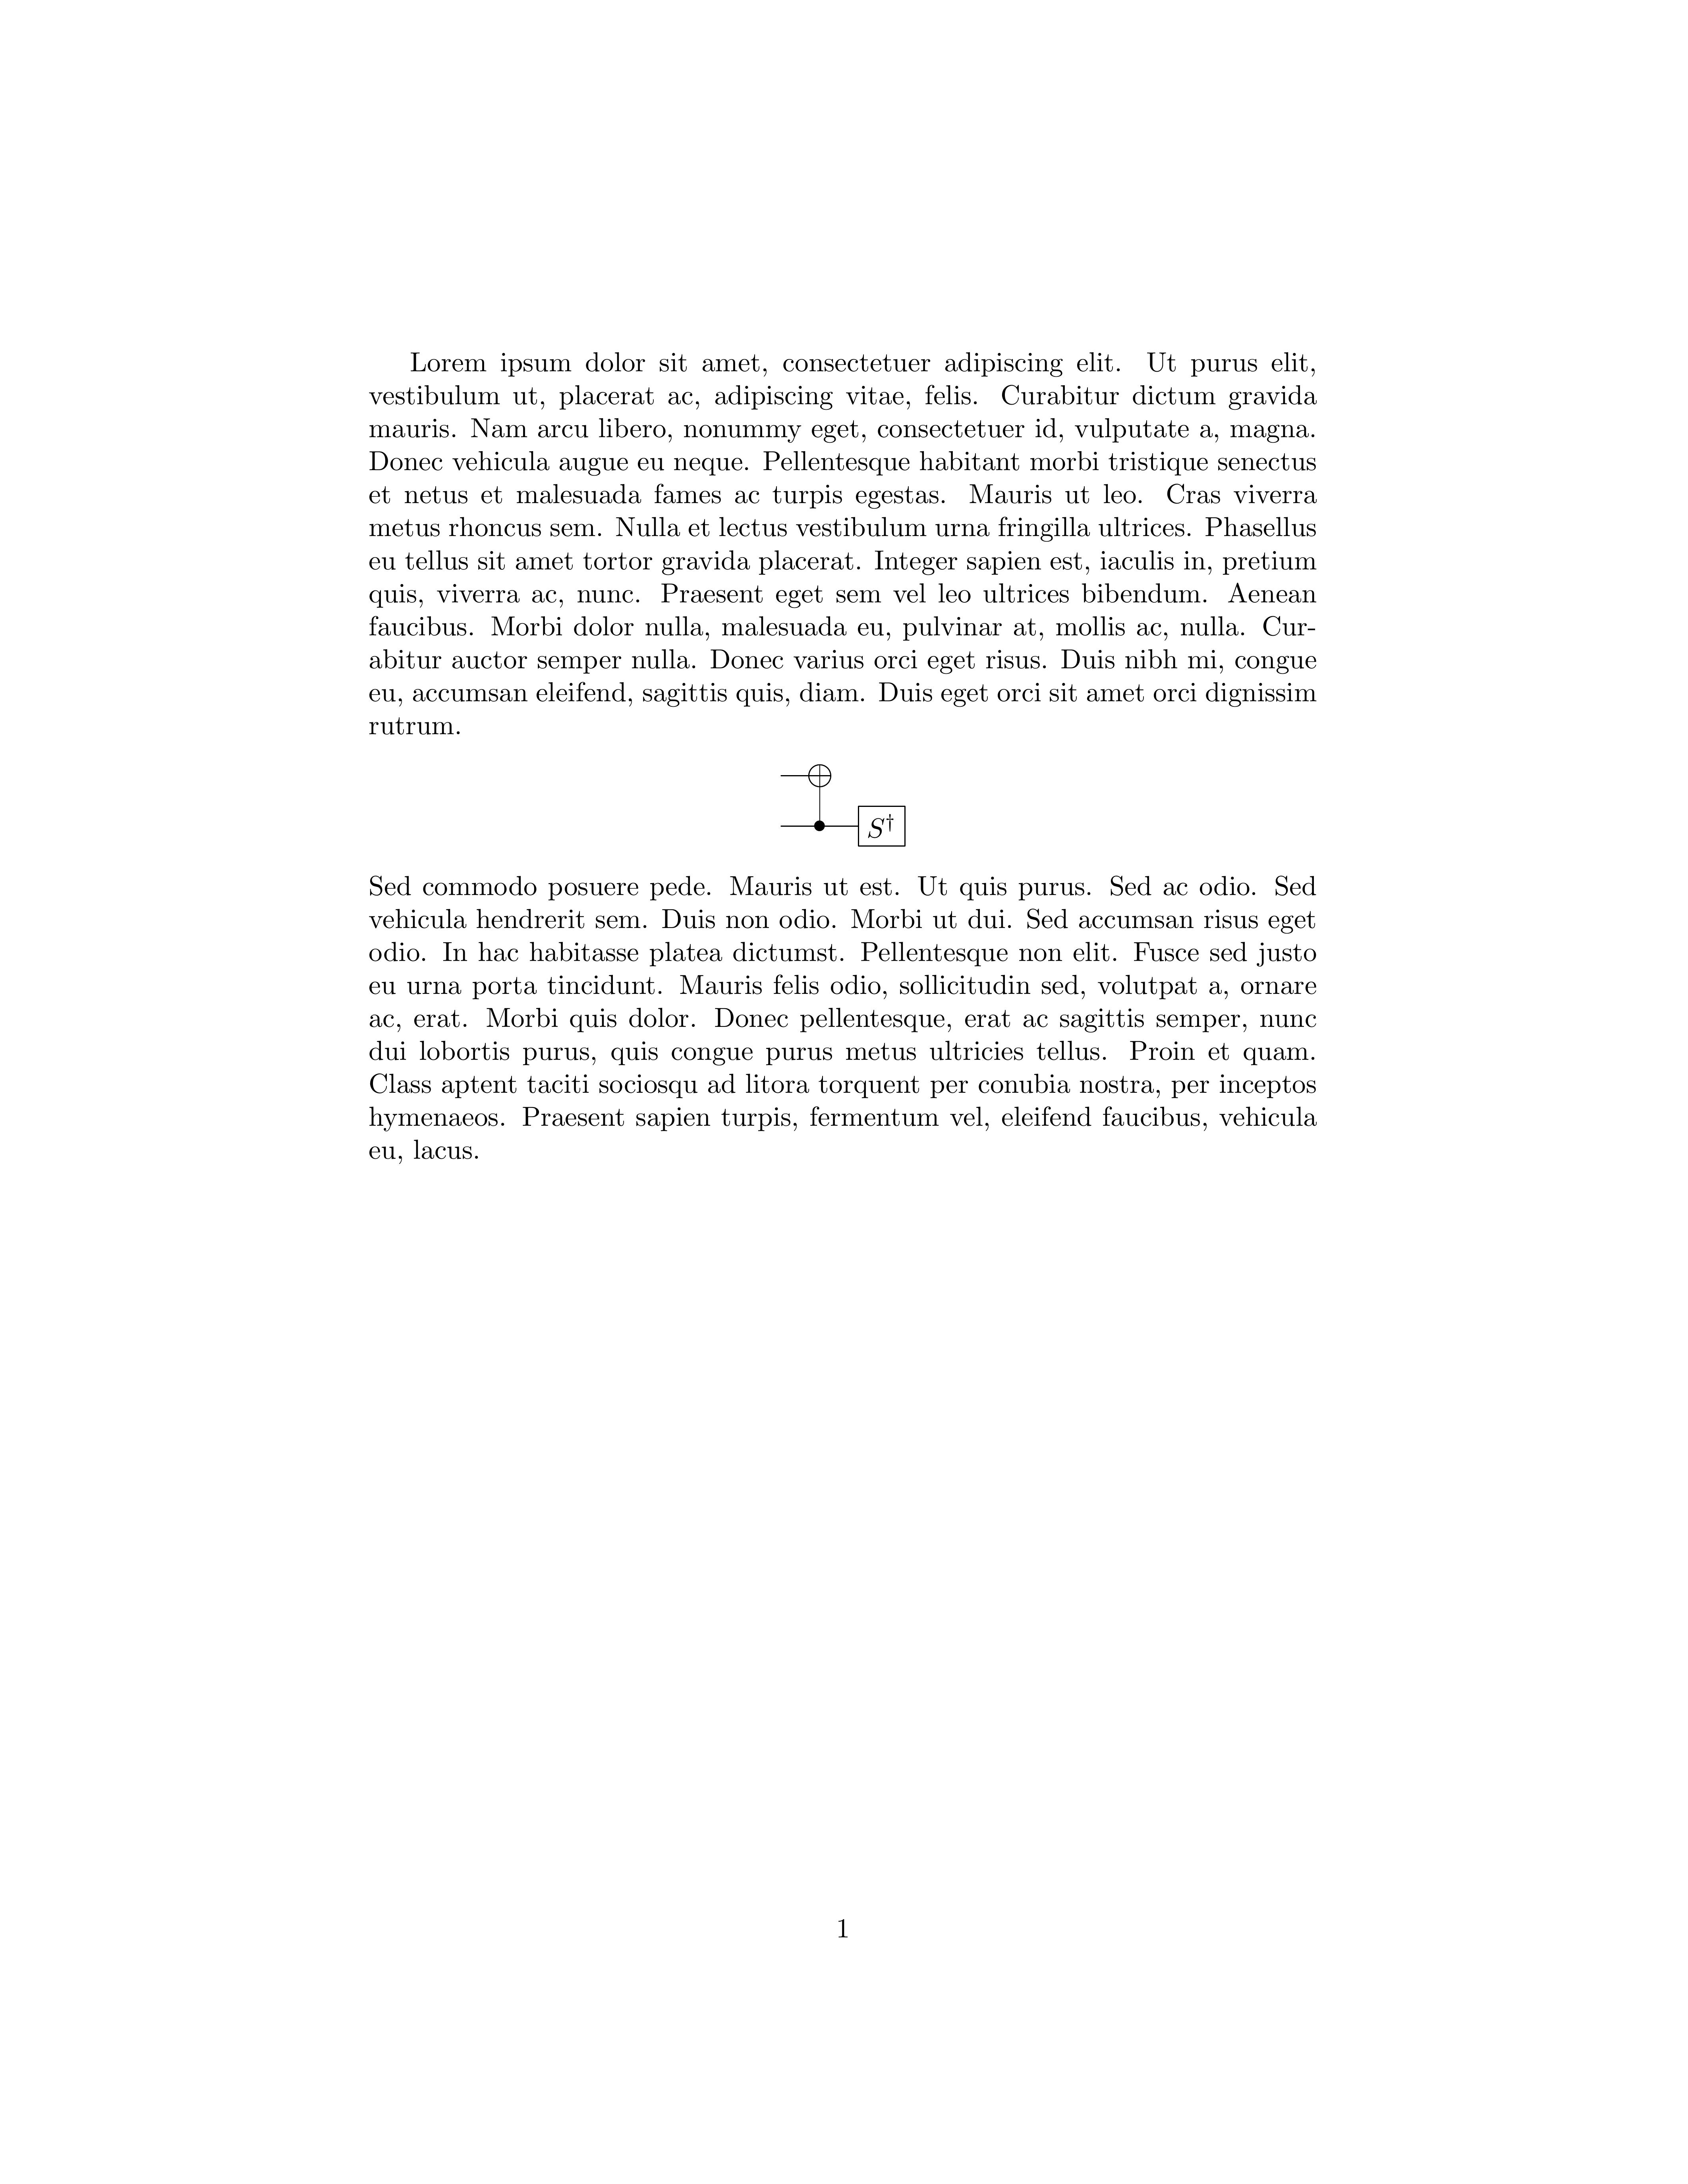 Lorem ipsum dolor sit amet, consectetuer adipiscing elit. Ut purus elit,
vestibulum ut, placerat ac, adipiscing vitae, felis. Curabitur dictum gravida
mauris. Nam arcu libero, nonummy eget, consectetuer id, vulputate a, magna.
Donec vehicula augue eu neque. Pellentesque habitant morbi tristique senectus
et netus et malesuada fames ac turpis egestas. Mauris ut leo. Cras viverra
metus rhoncus sem. Nulla et lectus vestibulum urna fringilla ultrices. Phasellus
eu tellus sit amet tortor gravida placerat. Integer sapien est, iaculis in, pretium
quis, viverra ac, nunc. Praesent eget sem vel leo ultrices bibendum. Aenean
faucibus. Morbi dolor nulla, malesuada eu, pulvinar at, mollis ac, nulla. Cur-
abitur auctor semper nulla. Donec varius orci eget risus. Duis nibh mi, congue
eu, accumsan eleifend, sagittis quis, diam. Duis eget orci sit amet orci dignissim
rutrum.
S†
Sed commodo posuere pede. Mauris ut est. Ut quis purus. Sed ac odio. Sed
vehicula hendrerit sem. Duis non odio. Morbi ut dui. Sed accumsan risus eget
odio. In hac habitasse platea dictumst. Pellentesque non elit. Fusce sed justo
eu urna porta tincidunt. Mauris felis odio, sollicitudin sed, volutpat a, ornare
ac, erat. Morbi quis dolor. Donec pellentesque, erat ac sagittis semper, nunc
dui lobortis purus, quis congue purus metus ultricies tellus. Proin et quam.
Class aptent taciti sociosqu ad litora torquent per conubia nostra, per inceptos
hymenaeos. Praesent sapien turpis, fermentum vel, eleifend faucibus, vehicula
eu, lacus.
1